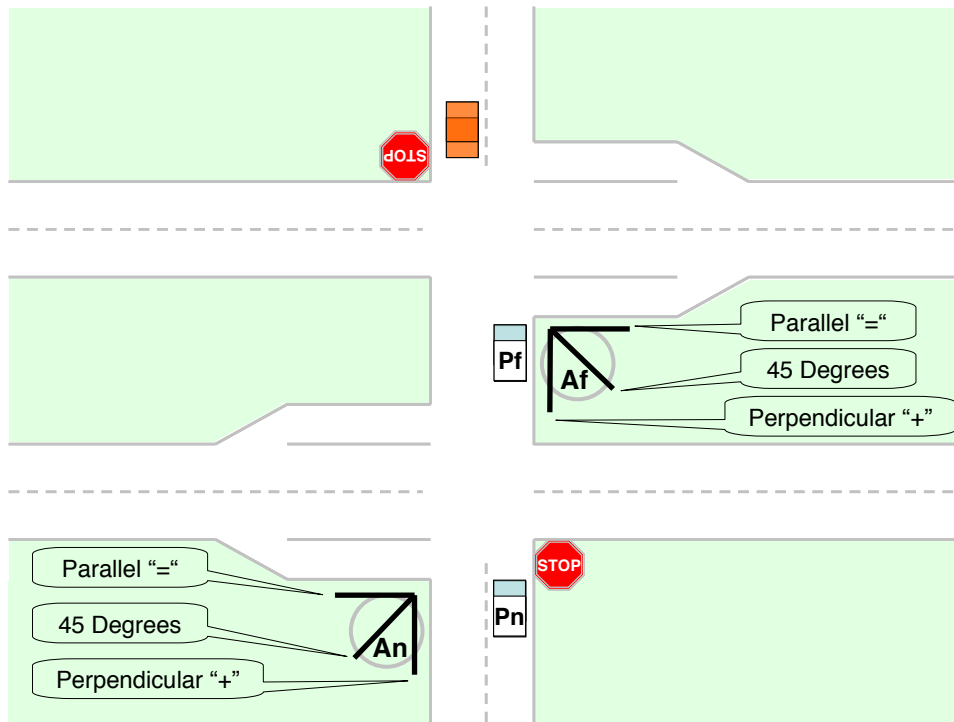 STOP
Pf
Af
Parallel “=“
45 Degrees
Perpendicular “+”
STOP
Parallel “=“
45 Degrees
Perpendicular “+”
An
Pn